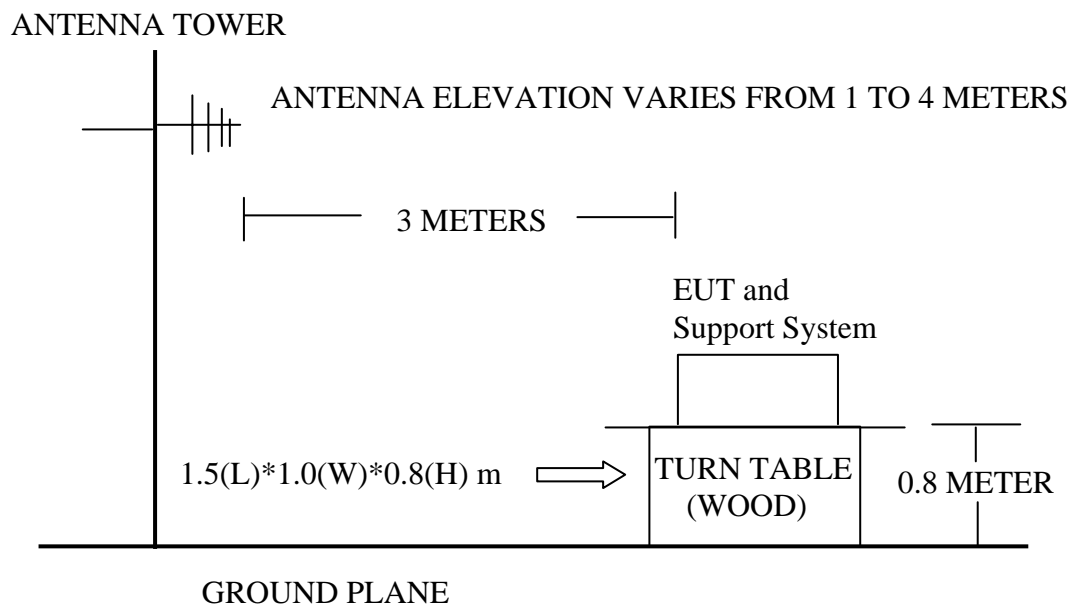 ANTENNA TOWER
ANTENNA ELEVATION VARIES FROM 1 TO 4 METERS
3 METERS
EUT and
Support System
1.5(L)*1.0(W)*0.8(H) m
TURN TABLE
(WOOD)
0.8 METER
GROUND PLANE